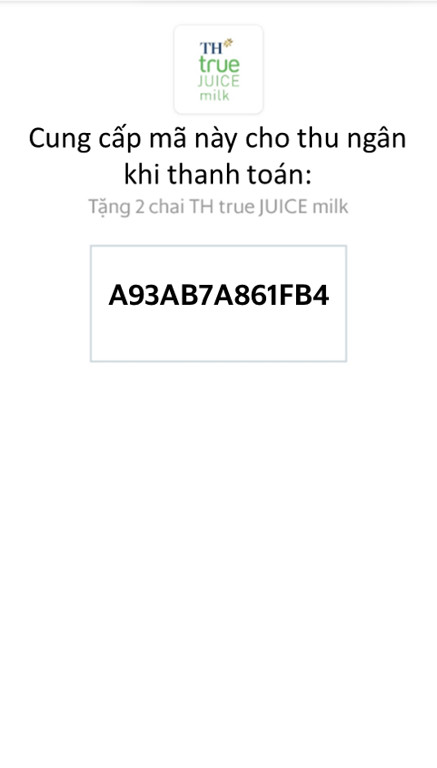 TH
true
JUICE
milk
Cung cấp mã này cho thu ngân
khi thanh toán:
Tặng 2 chai TH true JUICE milk
A93AB7A861FB4